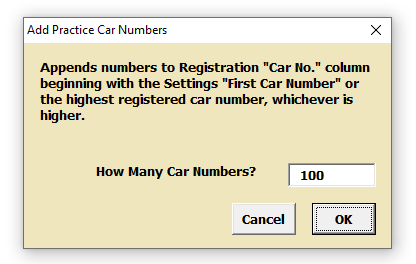 Add Practice Car Numbers
Appends numbers to Registration "Car No." column
beginning with the Settings "First Car Number" or
the highest registered car number, whichever is
higher.
How Many Car Numbers? 100
Cancel OK